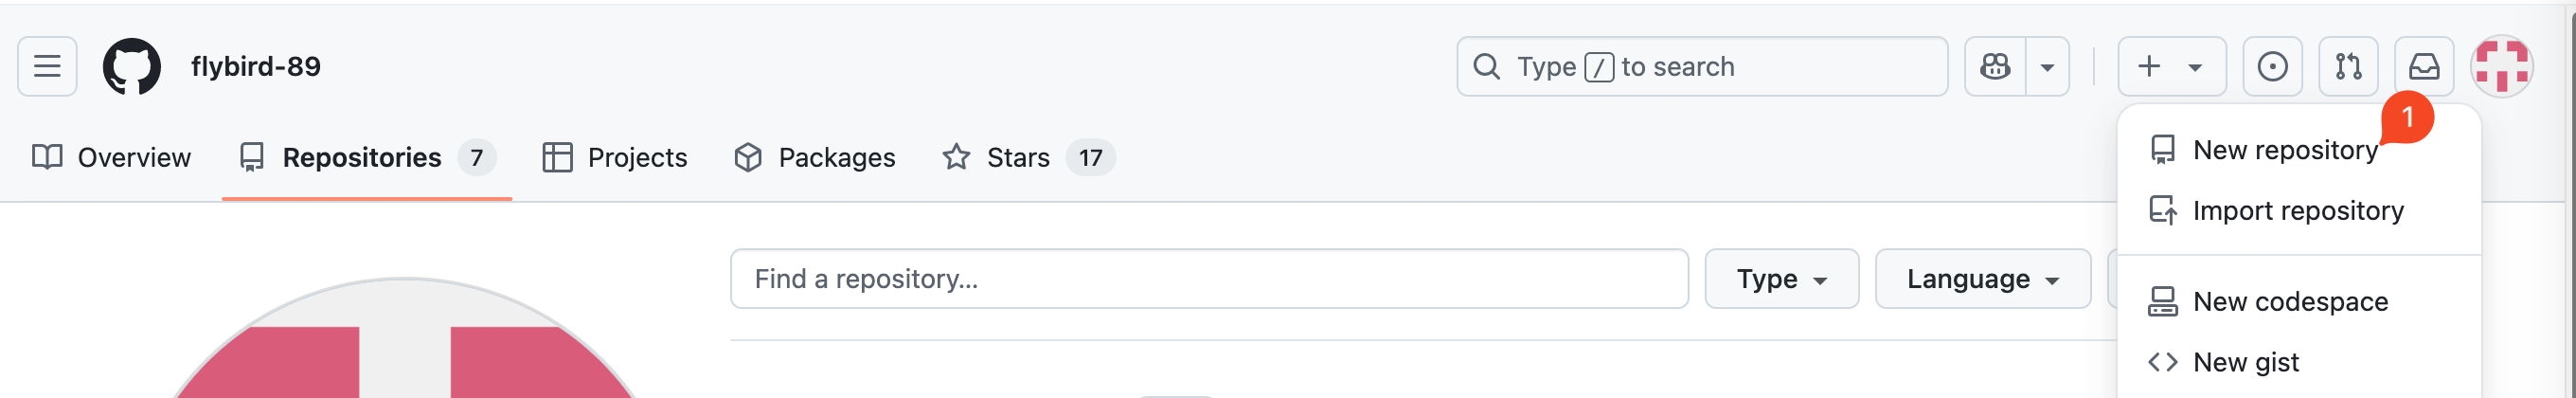 flybird-89
Type / to search
Overview
Repositories 7
Projects
Packages
Stars 17
1
New repository
Import repository
New codespace
New gist
Find a repository...
Type
Language